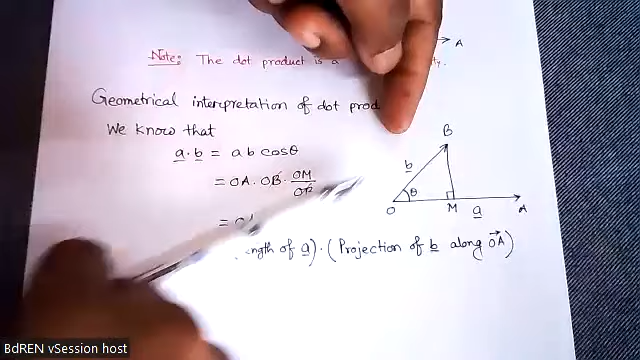 A
Note: The dot product is a
Geometrical interpretation of dot prod
We know that
a · b = a b cosθ
= OA · OB · OM/OB
=
B
b
θ
O M a A
ngth of a) · (Projection of b along OA)
BdREN vSession host